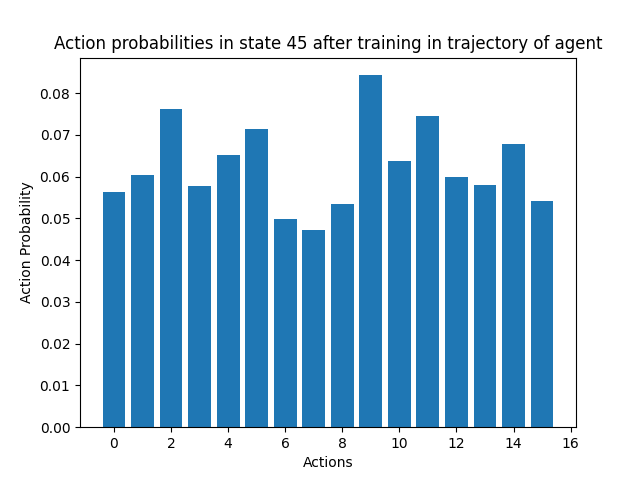 Action probabilities in state 45 after training in trajectory of agent
0.08
0.07
0.06
0.05
0.04
0.03
0.02
0.01
0.00
Action Probability
0 2 4 6 8 10 12 14 16
Actions